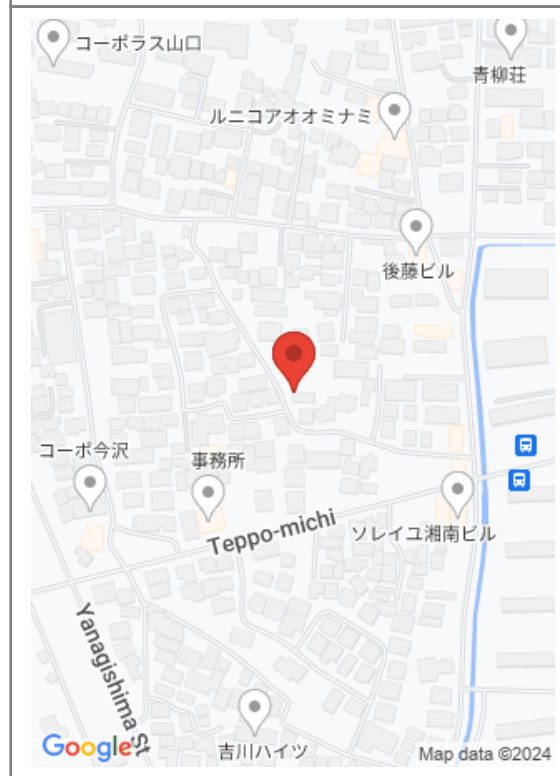 コーポラス山口
青柳荘
ルニコアオオミナミ
後藤ビル
コーポ今沢
事務所
Teppo-michi
ソレイユ湘南ビル
Yanagishima St
吉川ハイツ
Google
Map data ©2024